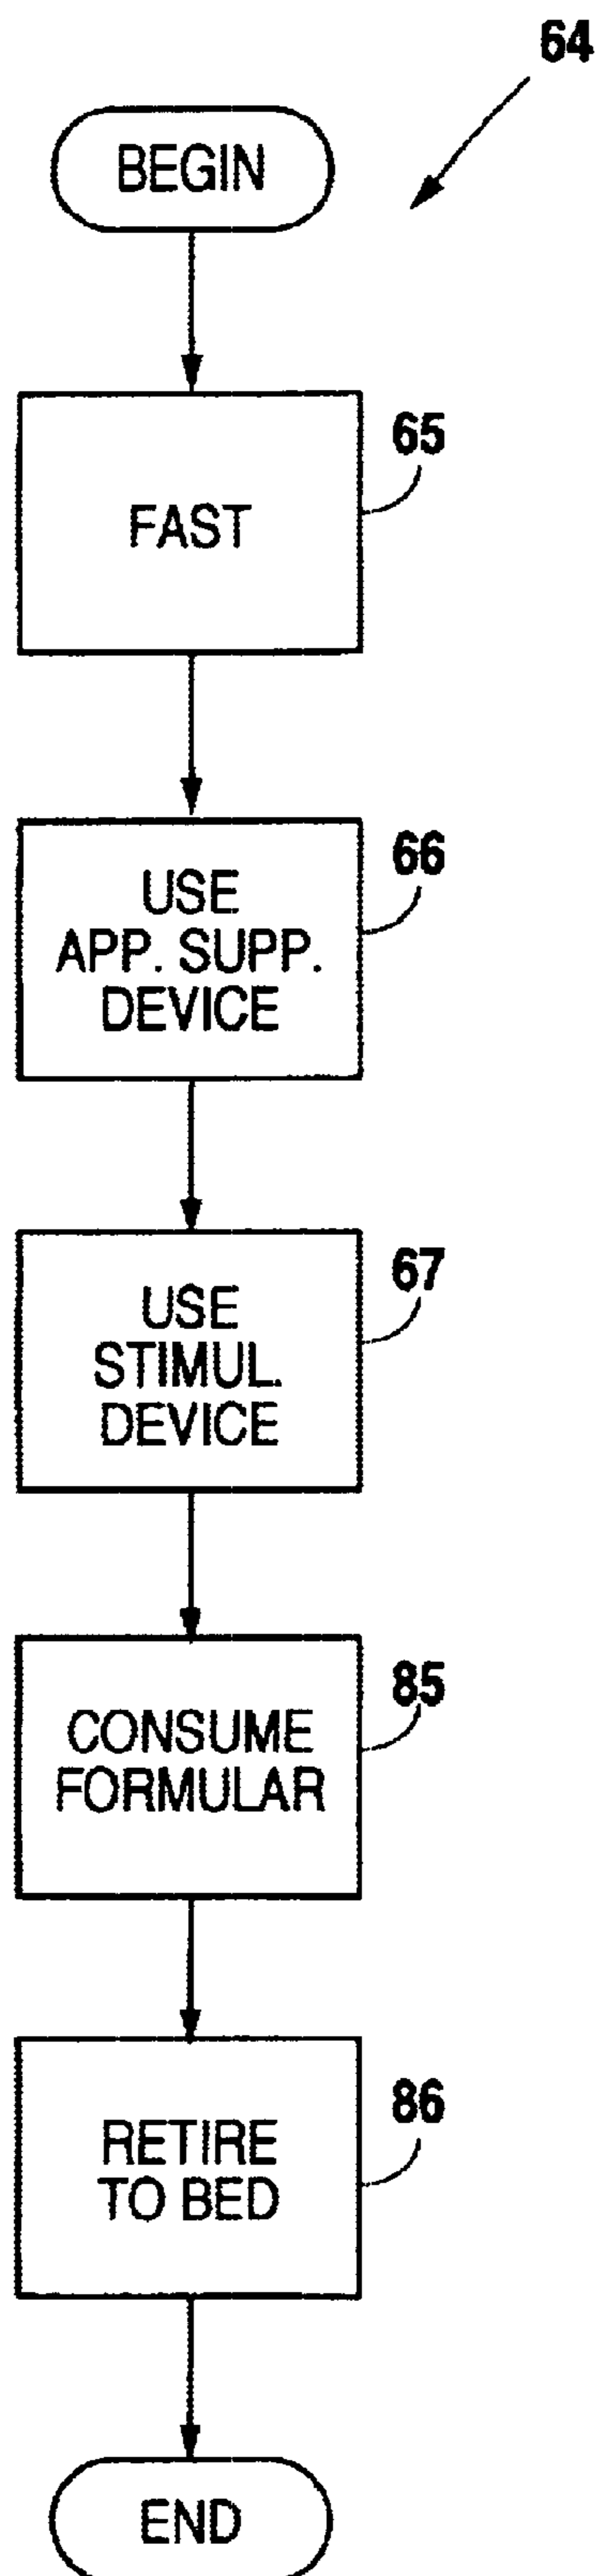 64
BEGIN
65
FAST
66
USE
APP. SUPP.
DEVICE
67
USE
STIMUL.
DEVICE
85
CONSUME
FORMULAR
86
RETIRE
TO BED
END